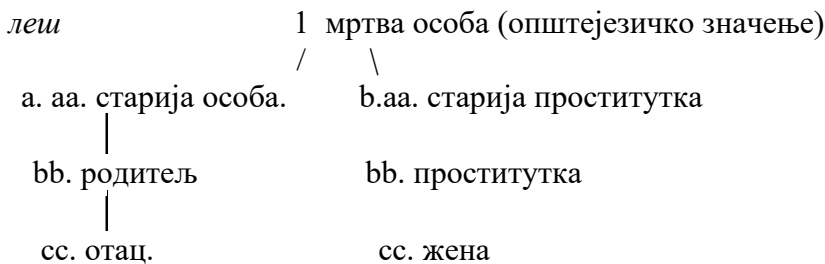 леш 1 мртва особа (општејезичко значење)
/ \
a. aa. старија особа. b.aa. старија проститутка
bb. родитељ bb. проститутка
cc. отац. cc. жена